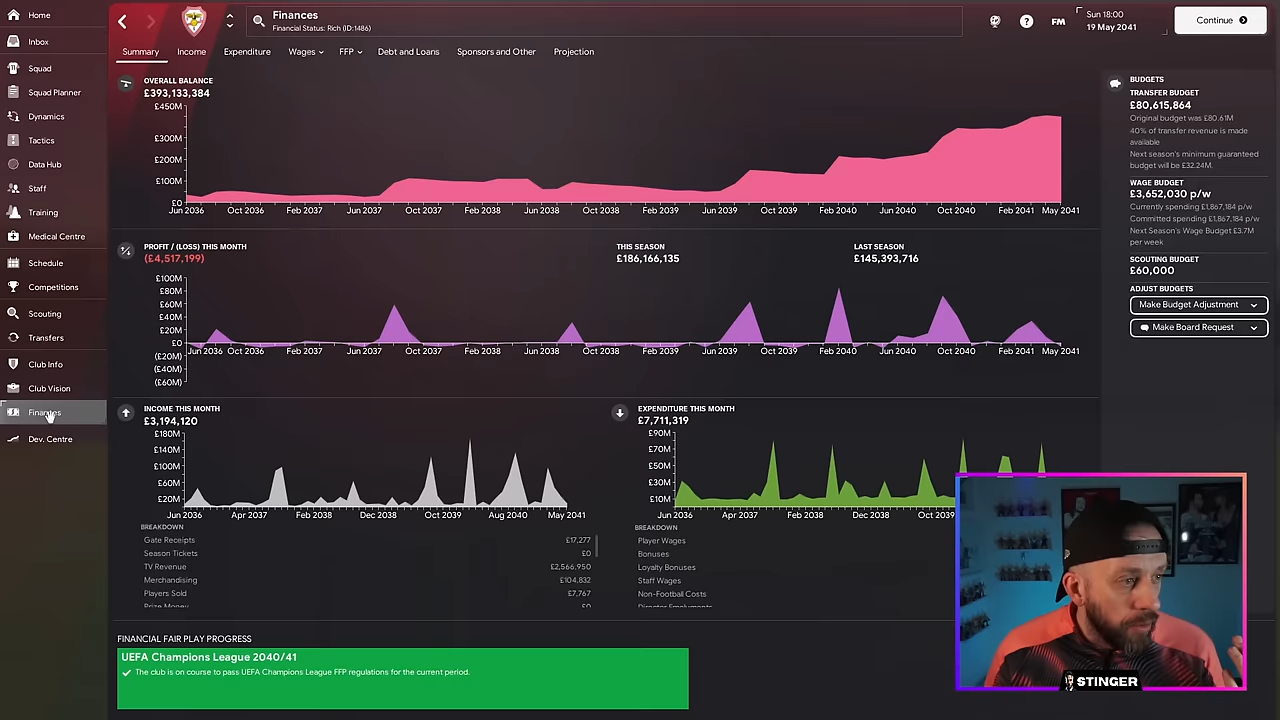 Home
Inbox
Squad
Squad Planner
Dynamics
Tactics
Data Hub
Staff
Training
Medical Centre
Schedule
Competitions
Scouting
Transfers
Club Info
Club Vision
Finances
Dev. Centre
Finances
Financial Status: Rich (ID:1486)
FM
Sun 18:00
19 May 2041
Continue
Summary Income Expenditure Wages FFP Debt and Loans Sponsors and Other Projection
OVERALL BALANCE
£393,133,384
£450M
£300M
£200M
£100M
£0
Jun 2036 Oct 2036 Feb 2037 Jun 2037 Oct 2037 Feb 2038 Jun 2038 Oct 2038 Feb 2039 Jun 2039 Oct 2039 Feb 2040 Jun 2040 Oct 2040 Feb 2041 May 2041
PROFIT / (LOSS) THIS MONTH
(£4,517,199)
THIS SEASON
£186,166,135
LAST SEASON
£145,393,716
£100M
£80M
£60M
£40M
£20M
£0
(£20M)
(£40M)
(£60M)
Jun 2036 Oct 2036 Feb 2037 Jun 2037 Oct 2037 Feb 2038 Jun 2038 Oct 2038 Feb 2039 Jun 2039 Oct 2039 Feb 2040 Jun 2040 Oct 2040 Feb 2041 May 2041
INCOME THIS MONTH
£3,194,120
£180M
£140M
£100M
£60M
£20M
Jun 2036 Apr 2037 Feb 2038 Dec 2038 Oct 2039 Aug 2040 May 2041
BREAKDOWN
Gate Receipts £17,277
Season Tickets £0
TV Revenue £2,566,950
Merchandising £104,832
Players Sold £7,767
Prize Money £0
EXPENDITURE THIS MONTH
£7,711,319
£90M
£70M
£50M
£30M
£10M
Jun 2036 Apr 2037 Feb 2038 Dec 2038 Oct 2039
BREAKDOWN
Player Wages
Bonuses
Loyalty Bonuses
Staff Wages
Non-Football Costs
FINANCIAL FAIR PLAY PROGRESS
UEFA Champions League 2040/41
The club is on course to pass UEFA Champions League FFP regulations for the current period.
BUDGETS
TRANSFER BUDGET
£80,615,864
Original budget was £80.61M
40% of transfer revenue is made
available
Next season's minimum guaranteed
budget will be £32.24M.
WAGE BUDGET
£3,652,030 p/w
Currently spending £1,867,184 p/w
Committed spending £1,867,184 p/w
Next Season's Wage Budget £3.7M
per week
SCOUTING BUDGET
£60,000
ADJUST BUDGETS
Make Budget Adjustment
Make Board Request
STINGER